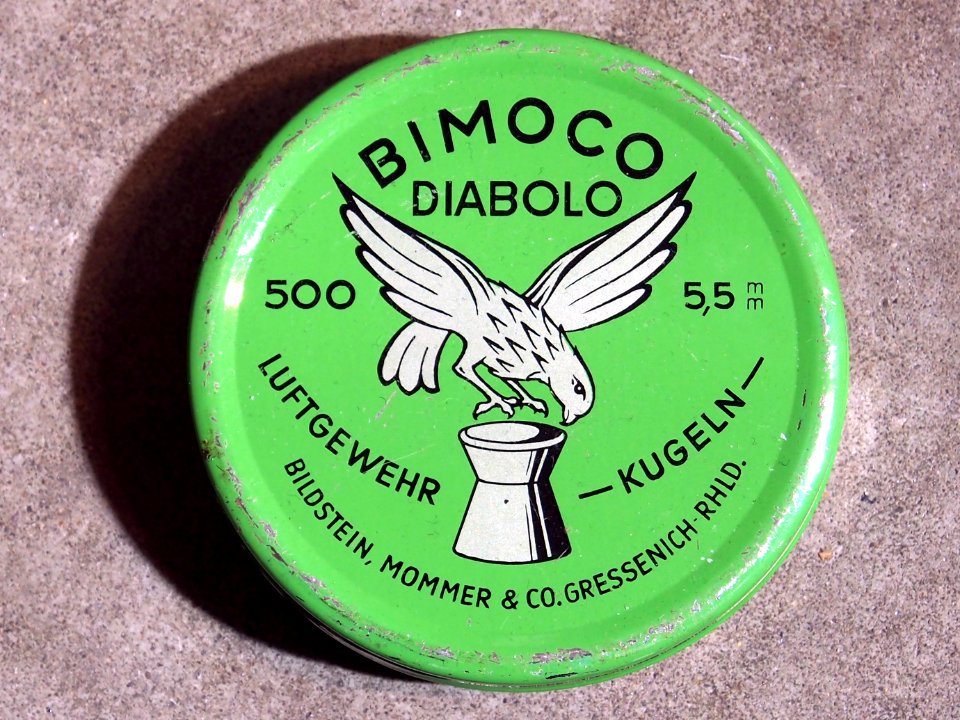 BIMOCO
DIABOLO
500
5,5 mm
LUFTGEWEHR — KUGELN —
BILDSTEIN, MOMMER & CO. GRESSENICH-RHLD.